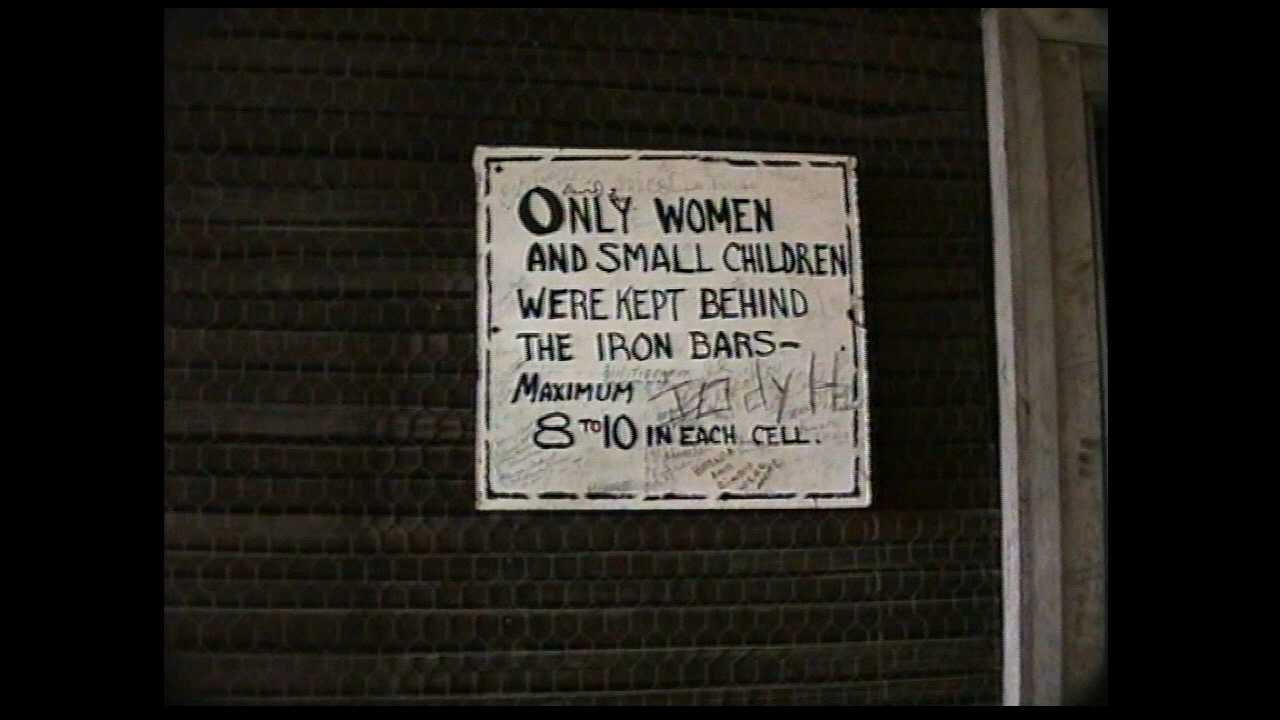 ONLY WOMEN
AND SMALL CHILDREN
WERE KEPT BEHIND
THE IRON BARS-
MAXIMUM
8 TO 10 IN EACH CELL.